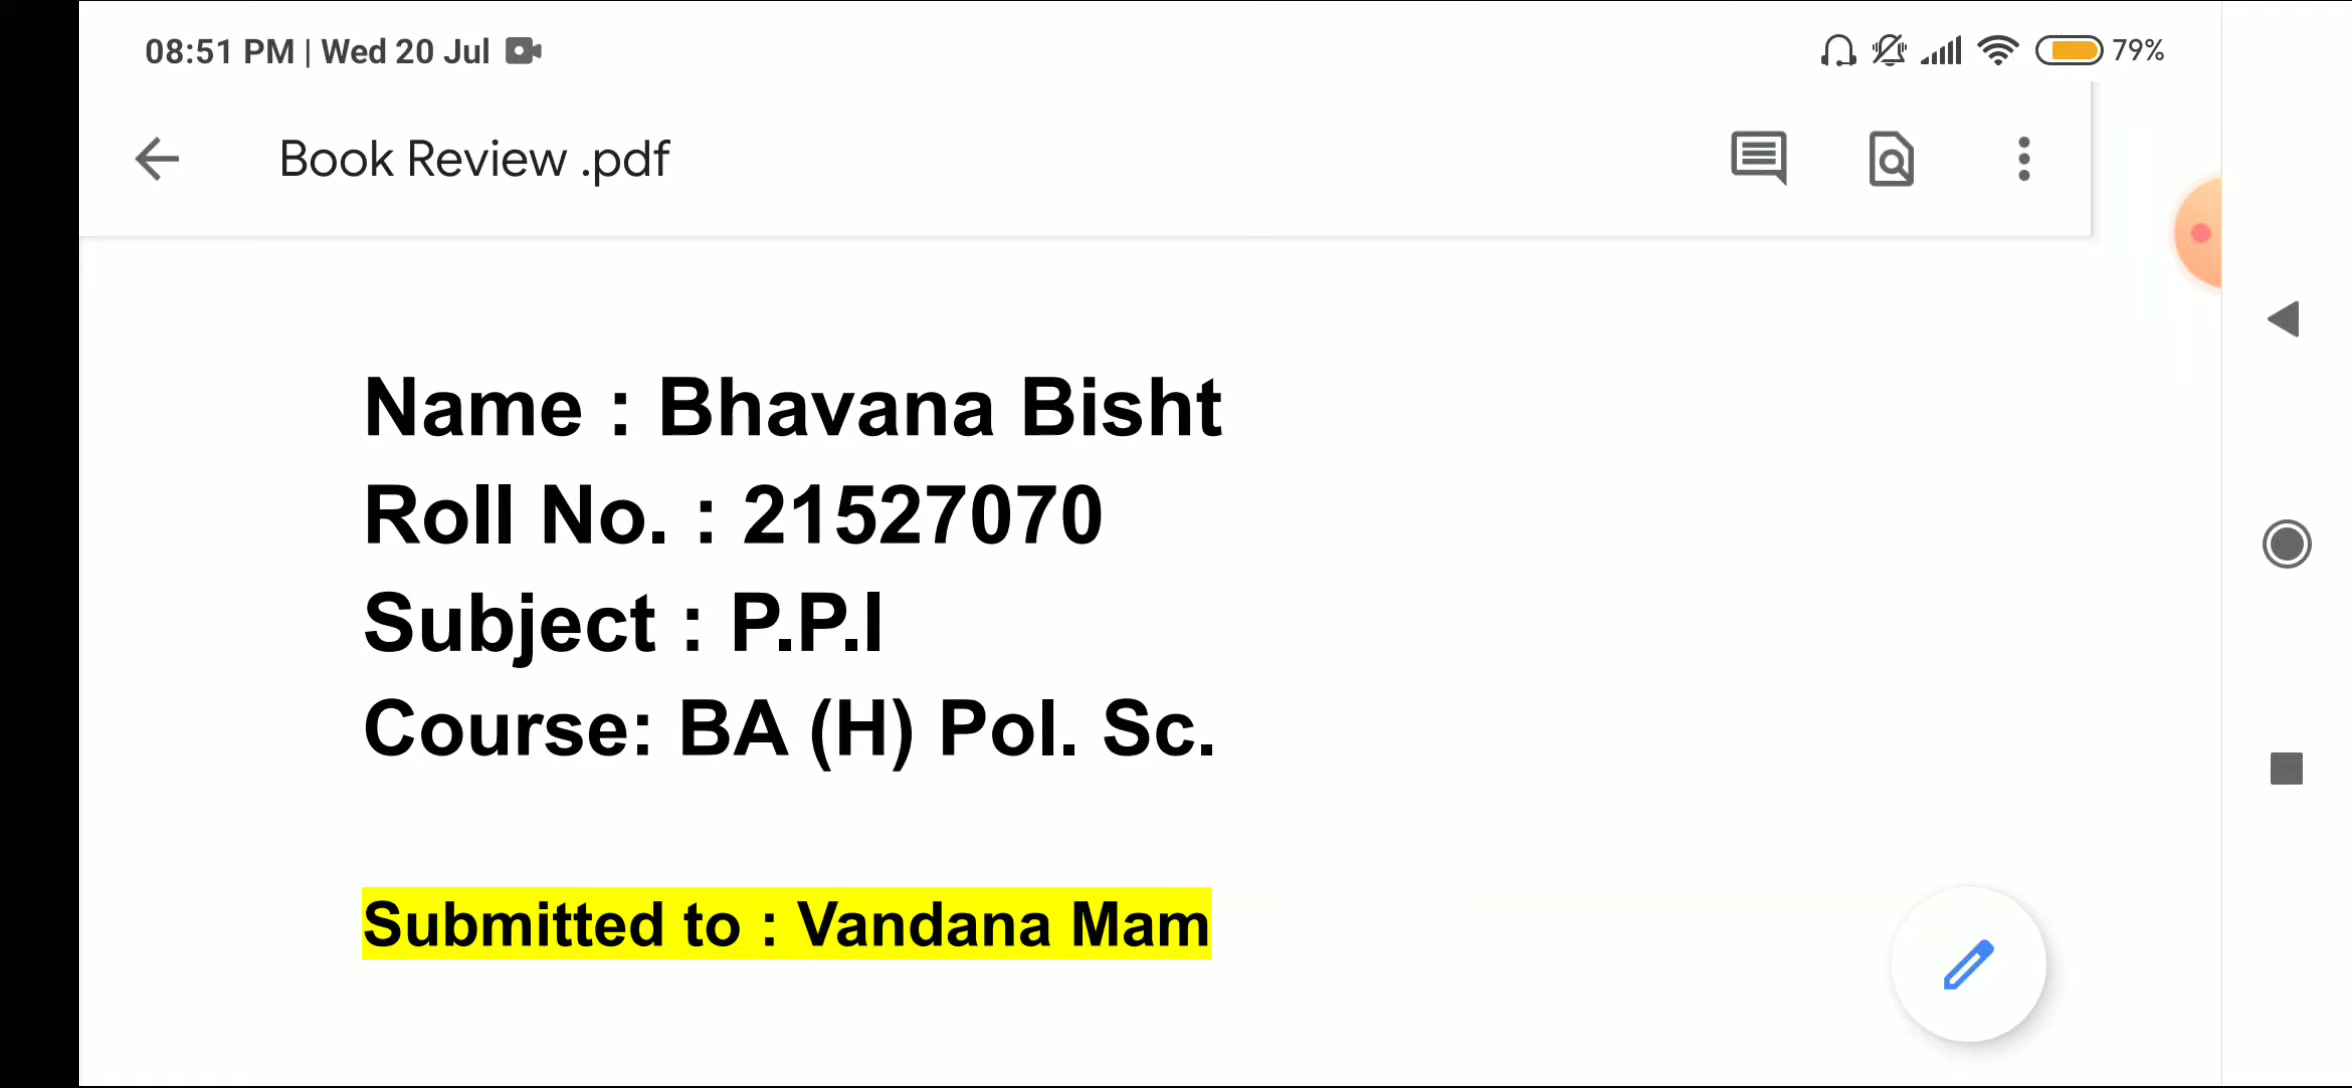 08:51 PM | Wed 20 Jul
79%
Book Review .pdf
Name : Bhavana Bisht
Roll No. : 21527070
Subject : P.P.I
Course: BA (H) Pol. Sc.
Submitted to : Vandana Mam